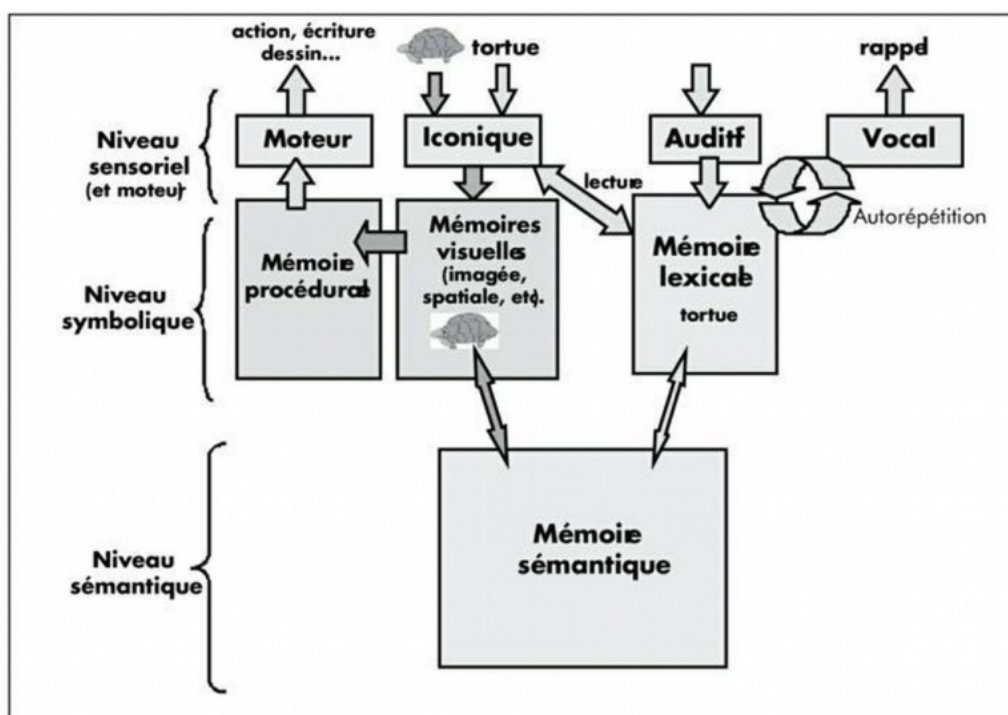 action, écriture
dessin...
tortue
rappel
Niveau
sensoriel
(et moteur)
Moteur
Iconique
Auditif
Vocal
lecture
Autorépétition
Niveau
symbolique
Mémoire
procédurale
Mémoires
visuelles
(imagée,
spatiale, etc).
Mémoire
lexicale
tortue
Niveau
sémantique
Mémoire
sémantique